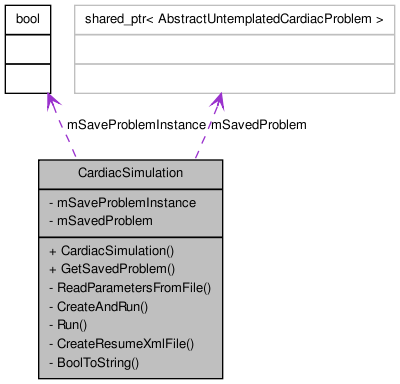 bool
shared_ptr< AbstractUntemplatedCardiacProblem >
mSaveProblemInstance
mSavedProblem
CardiacSimulation
- mSaveProblemInstance
- mSavedProblem
+ CardiacSimulation()
+ GetSavedProblem()
- ReadParametersFromFile()
- CreateAndRun()
- Run()
- CreateResumeXmlFile()
- BoolToString()